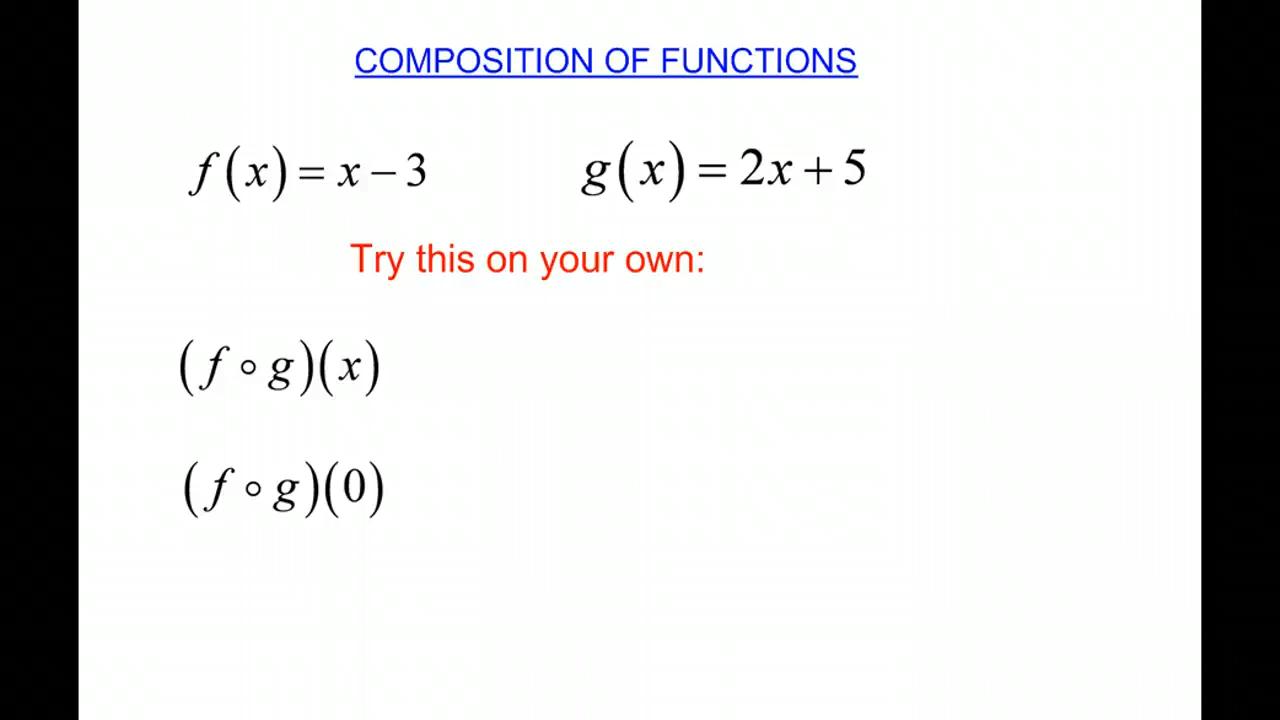 COMPOSITION OF FUNCTIONS
f(x) = x − 3 g(x) = 2x + 5
Try this on your own:
(f ∘ g)(x)
(f ∘ g)(0)